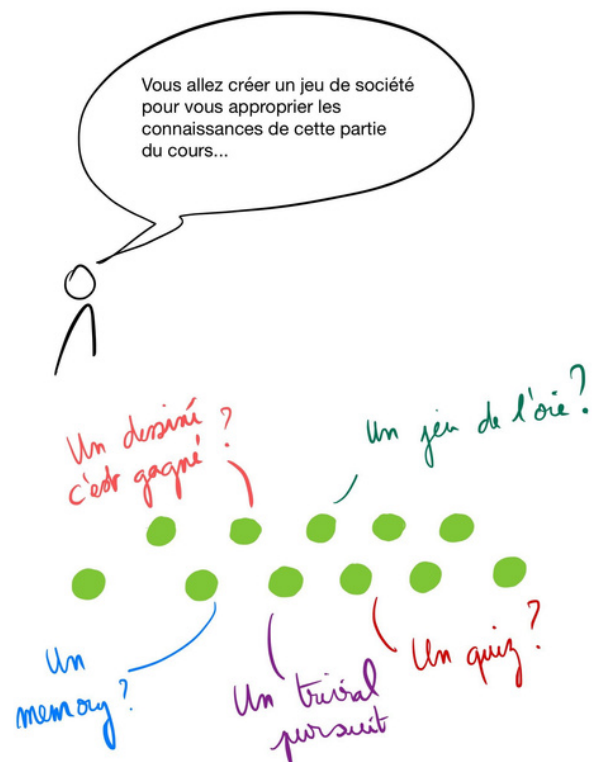 Vous allez créer un jeu de société
pour vous approprier les
connaissances de cette partie
du cours...
Un dessiné
c'est gagné ?
Un jeu de l'oie ?
Un
memory ?
Un trivial
pursuit
Un quiz ?